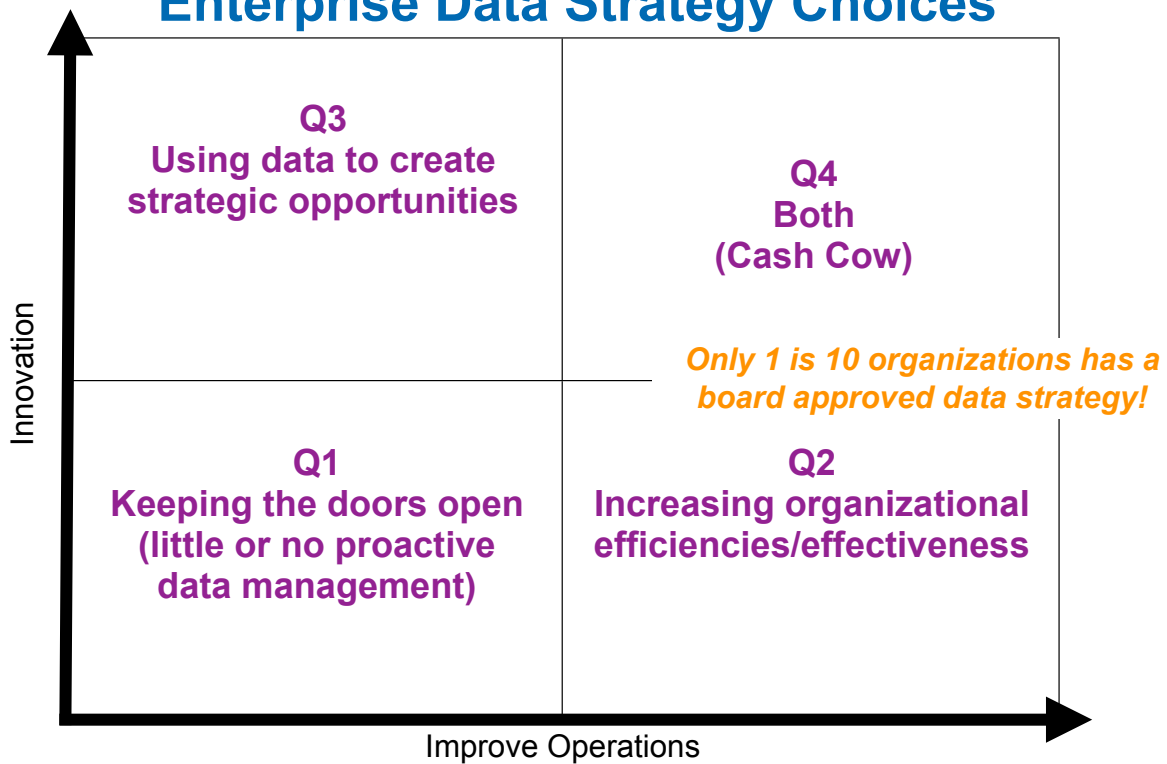 Enterprise Data Strategy Choices
Q3
Using data to create
strategic opportunities
Q4
Both
(Cash Cow)
Innovation
Only 1 is 10 organizations has a
board approved data strategy!
Q1
Keeping the doors open
(little or no proactive
data management)
Q2
Increasing organizational
efficiencies/effectiveness
Improve Operations